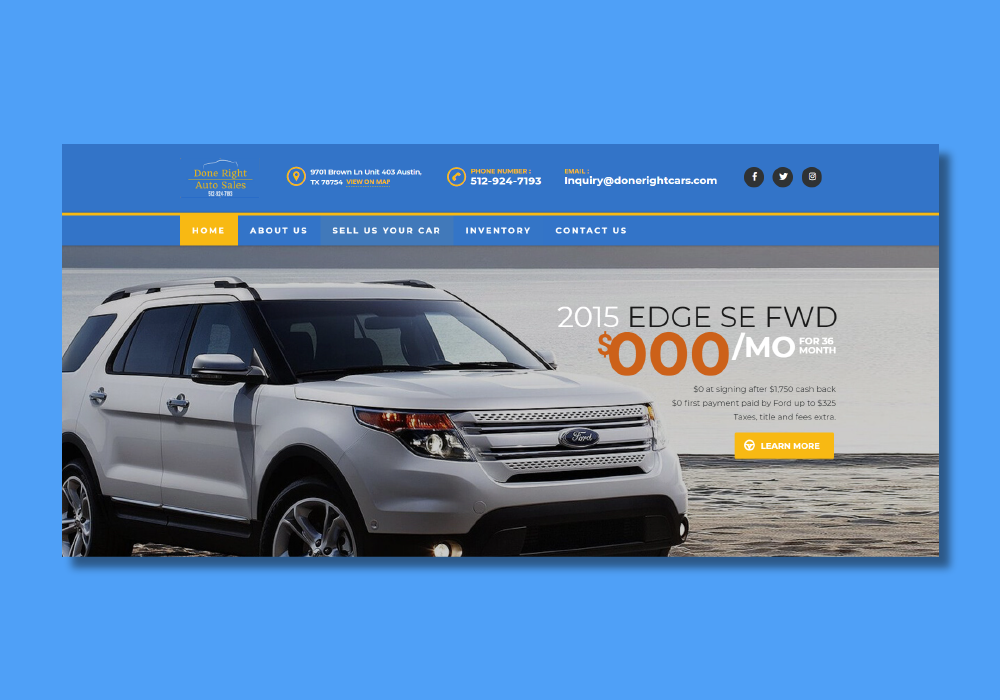 Done Right
Auto Sales
512-924-7193
9701 Brown Ln Unit 403 Austin,
TX 78754 VIEW ON MAP
PHONE NUMBER :
512-924-7193
EMAIL :
Inquiry@donerightcars.com
HOME
ABOUT US
SELL US YOUR CAR
INVENTORY
CONTACT US
2015 EDGE SE FWD
$000/MO FOR 36
MONTH
$0 at signing after $1,750 cash back
$0 first payment paid by Ford up to $325
Taxes, title and fees extra.
LEARN MORE
Ford